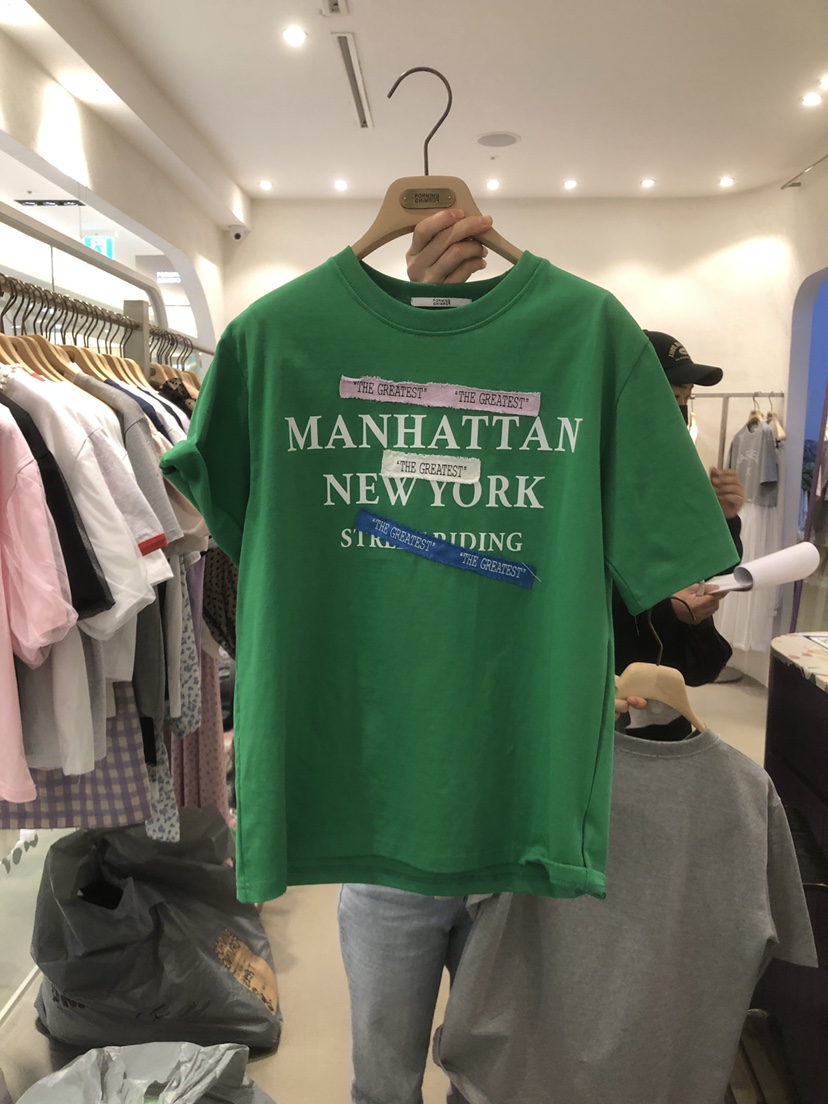 "THE GREATEST" "THE GREATEST"
MANHATTAN
"THE GREATEST"
NEW YORK
RIDING
"THE GREATEST" "THE GREATEST"